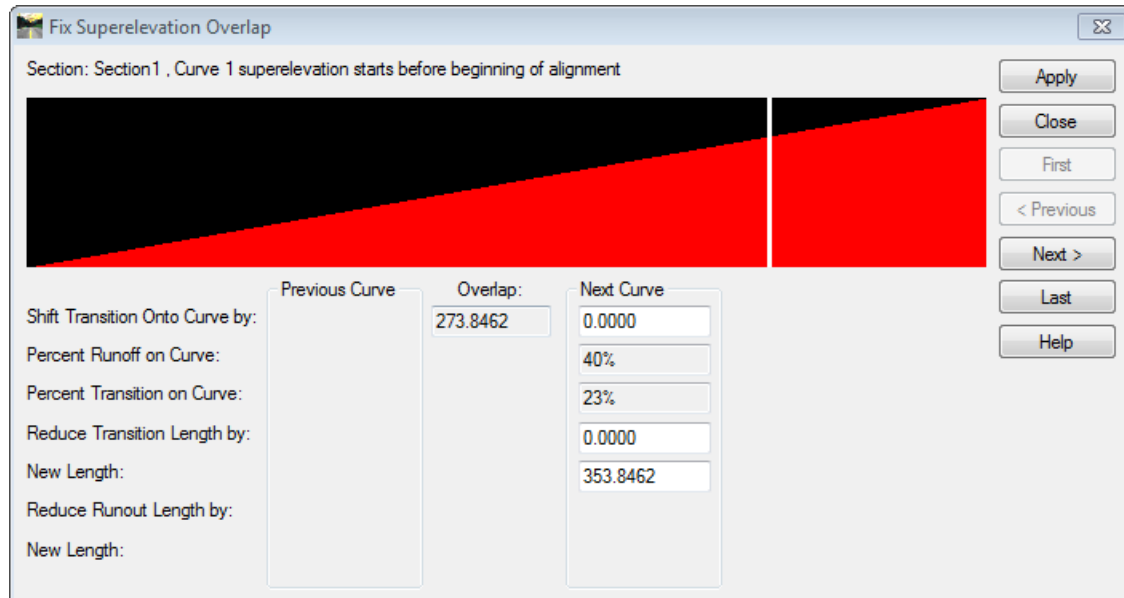 Fix Superelevation Overlap
Section: Section1 , Curve 1 superelevation starts before beginning of alignment
Apply
Close
First
< Previous
Next >
Last
Help
Previous Curve Overlap: Next Curve
Shift Transition Onto Curve by: 273.8462 0.0000
Percent Runoff on Curve: 40%
Percent Transition on Curve: 23%
Reduce Transition Length by: 0.0000
New Length: 353.8462
Reduce Runout Length by:
New Length: